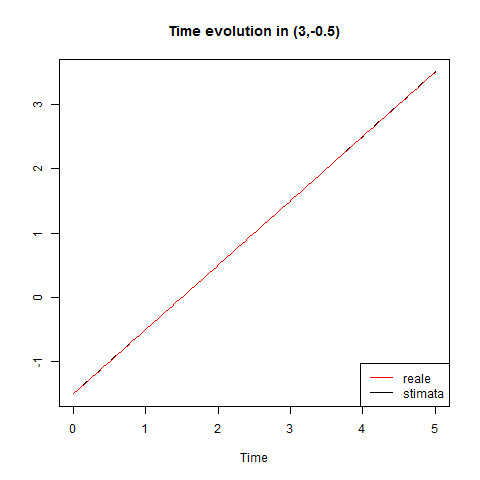 Time evolution in (3,-0.5)
3
2
1
0
-1
reale
stimata
0 1 2 3 4 5
Time